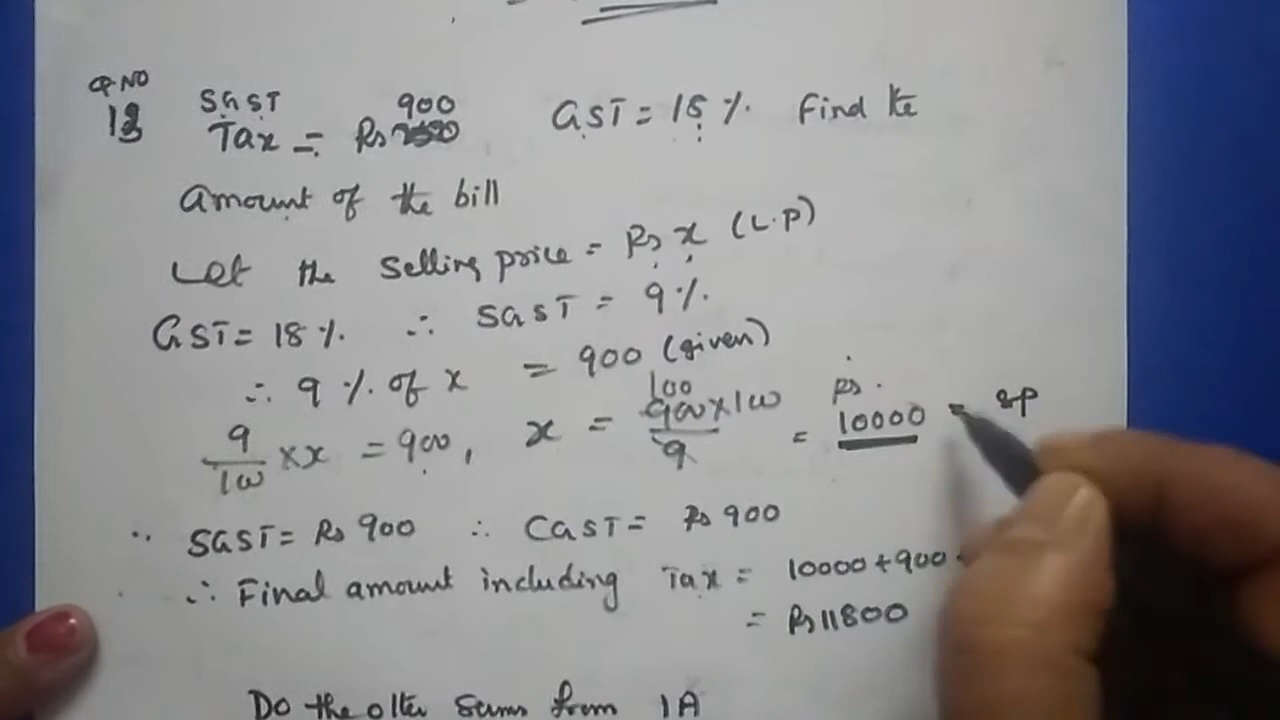 Q.NO
13 SGST Tax = Rs 900 GST = 18 %. Find the
amount of the bill
Let the selling price = Rs x (L.P)
GST = 18 %. ∴ SGST = 9 %.
∴ 9 %. of x = 900 (given)
9/100 × x = 900, x = 900×100/9 = Rs. 10000 = SP
∵ SGST = Rs 900 ∴ CGST = Rs 900
∴ Final amount including Tax = 10000 + 900
= Rs 11800
Do the other sums from 1A